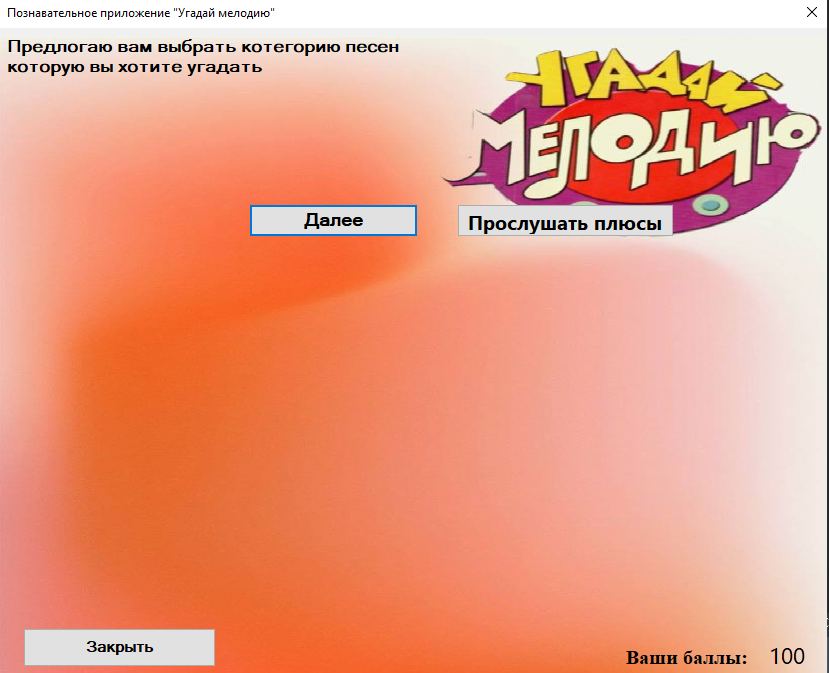 Познавательное приложение "Угадай мелодию"
Предлогаю вам выбрать котегорию песен
которую вы хотите угадать
УГАДАЙ
МЕЛОДИЮ
Далее
Прослушать плюсы
Закрыть
Ваши баллы: 100